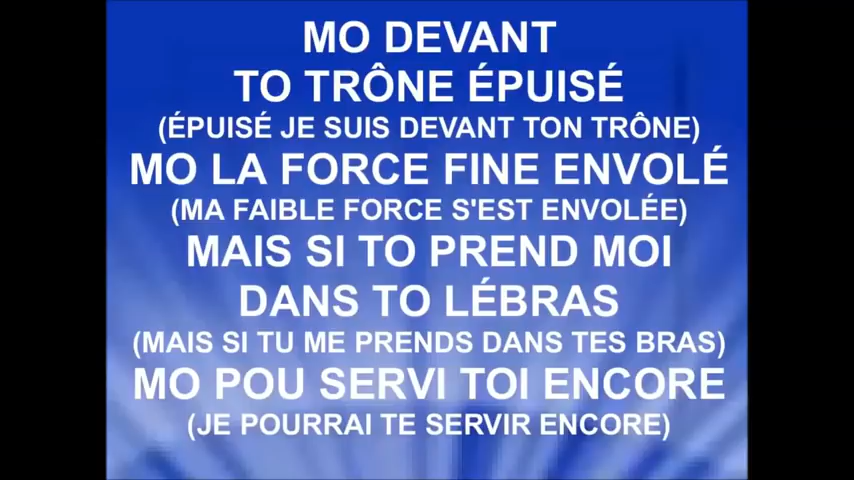 MO DEVANT
TO TRÔNE ÉPUISÉ
(ÉPUISÉ JE SUIS DEVANT TON TRÔNE)
MO LA FORCE FINE ENVOLÉ
(MA FAIBLE FORCE S'EST ENVOLÉE)
MAIS SI TO PREND MOI
DANS TO LÉBRAS
(MAIS SI TU ME PRENDS DANS TES BRAS)
MO POU SERVI TOI ENCORE
(JE POURRAI TE SERVIR ENCORE)